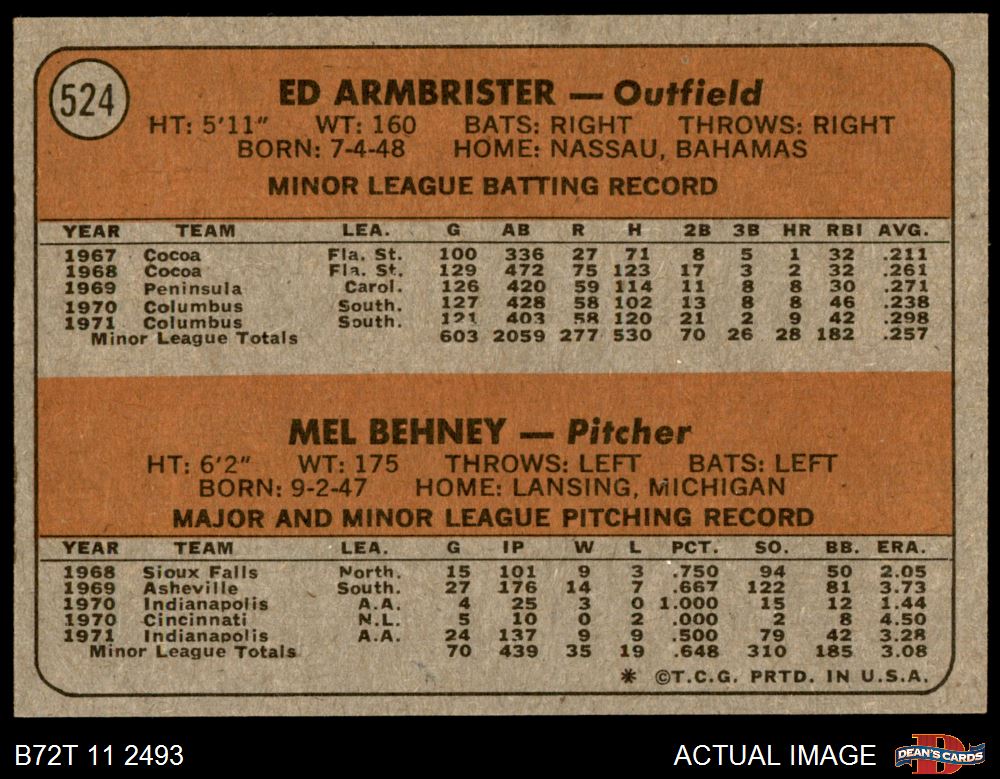 524
ED ARMBRISTER — Outfield
HT: 5'11" WT: 160 BATS: RIGHT THROWS: RIGHT
BORN: 7-4-48 HOME: NASSAU, BAHAMAS
MINOR LEAGUE BATTING RECORD
YEAR TEAM LEA. G AB R H 2B 3B HR RBI AVG.
1967 Cocoa Fla. St. 100 336 27 71 8 5 1 32 .211
1968 Cocoa Fla. St. 129 472 75 123 17 3 2 32 .261
1969 Peninsula Carol. 126 420 59 114 11 8 8 30 .271
1970 Columbus South. 127 428 58 102 13 8 8 46 .238
1971 Columbus South. 121 403 58 120 21 2 9 42 .298
Minor League Totals 603 2059 277 530 70 26 28 182 .257
MEL BEHNEY — Pitcher
HT: 6'2" WT: 175 THROWS: LEFT BATS: LEFT
BORN: 9-2-47 HOME: LANSING, MICHIGAN
MAJOR AND MINOR LEAGUE PITCHING RECORD
YEAR TEAM LEA. G IP W L PCT. SO. BB. ERA.
1968 Sioux Falls North. 15 101 9 3 .750 94 50 2.05
1969 Asheville South. 27 176 14 7 .667 122 81 3.73
1970 Indianapolis A.A. 4 25 3 0 1.000 15 12 1.44
1970 Cincinnati N.L. 5 10 0 2 .000 2 8 4.50
1971 Indianapolis A.A. 24 137 9 9 .500 79 42 3.28
Minor League Totals 70 439 35 19 .648 310 185 3.08
* ©T.C.G. PRTD. IN U.S.A.
B72T 11 2493 ACTUAL IMAGE D DEAN'S CARDS